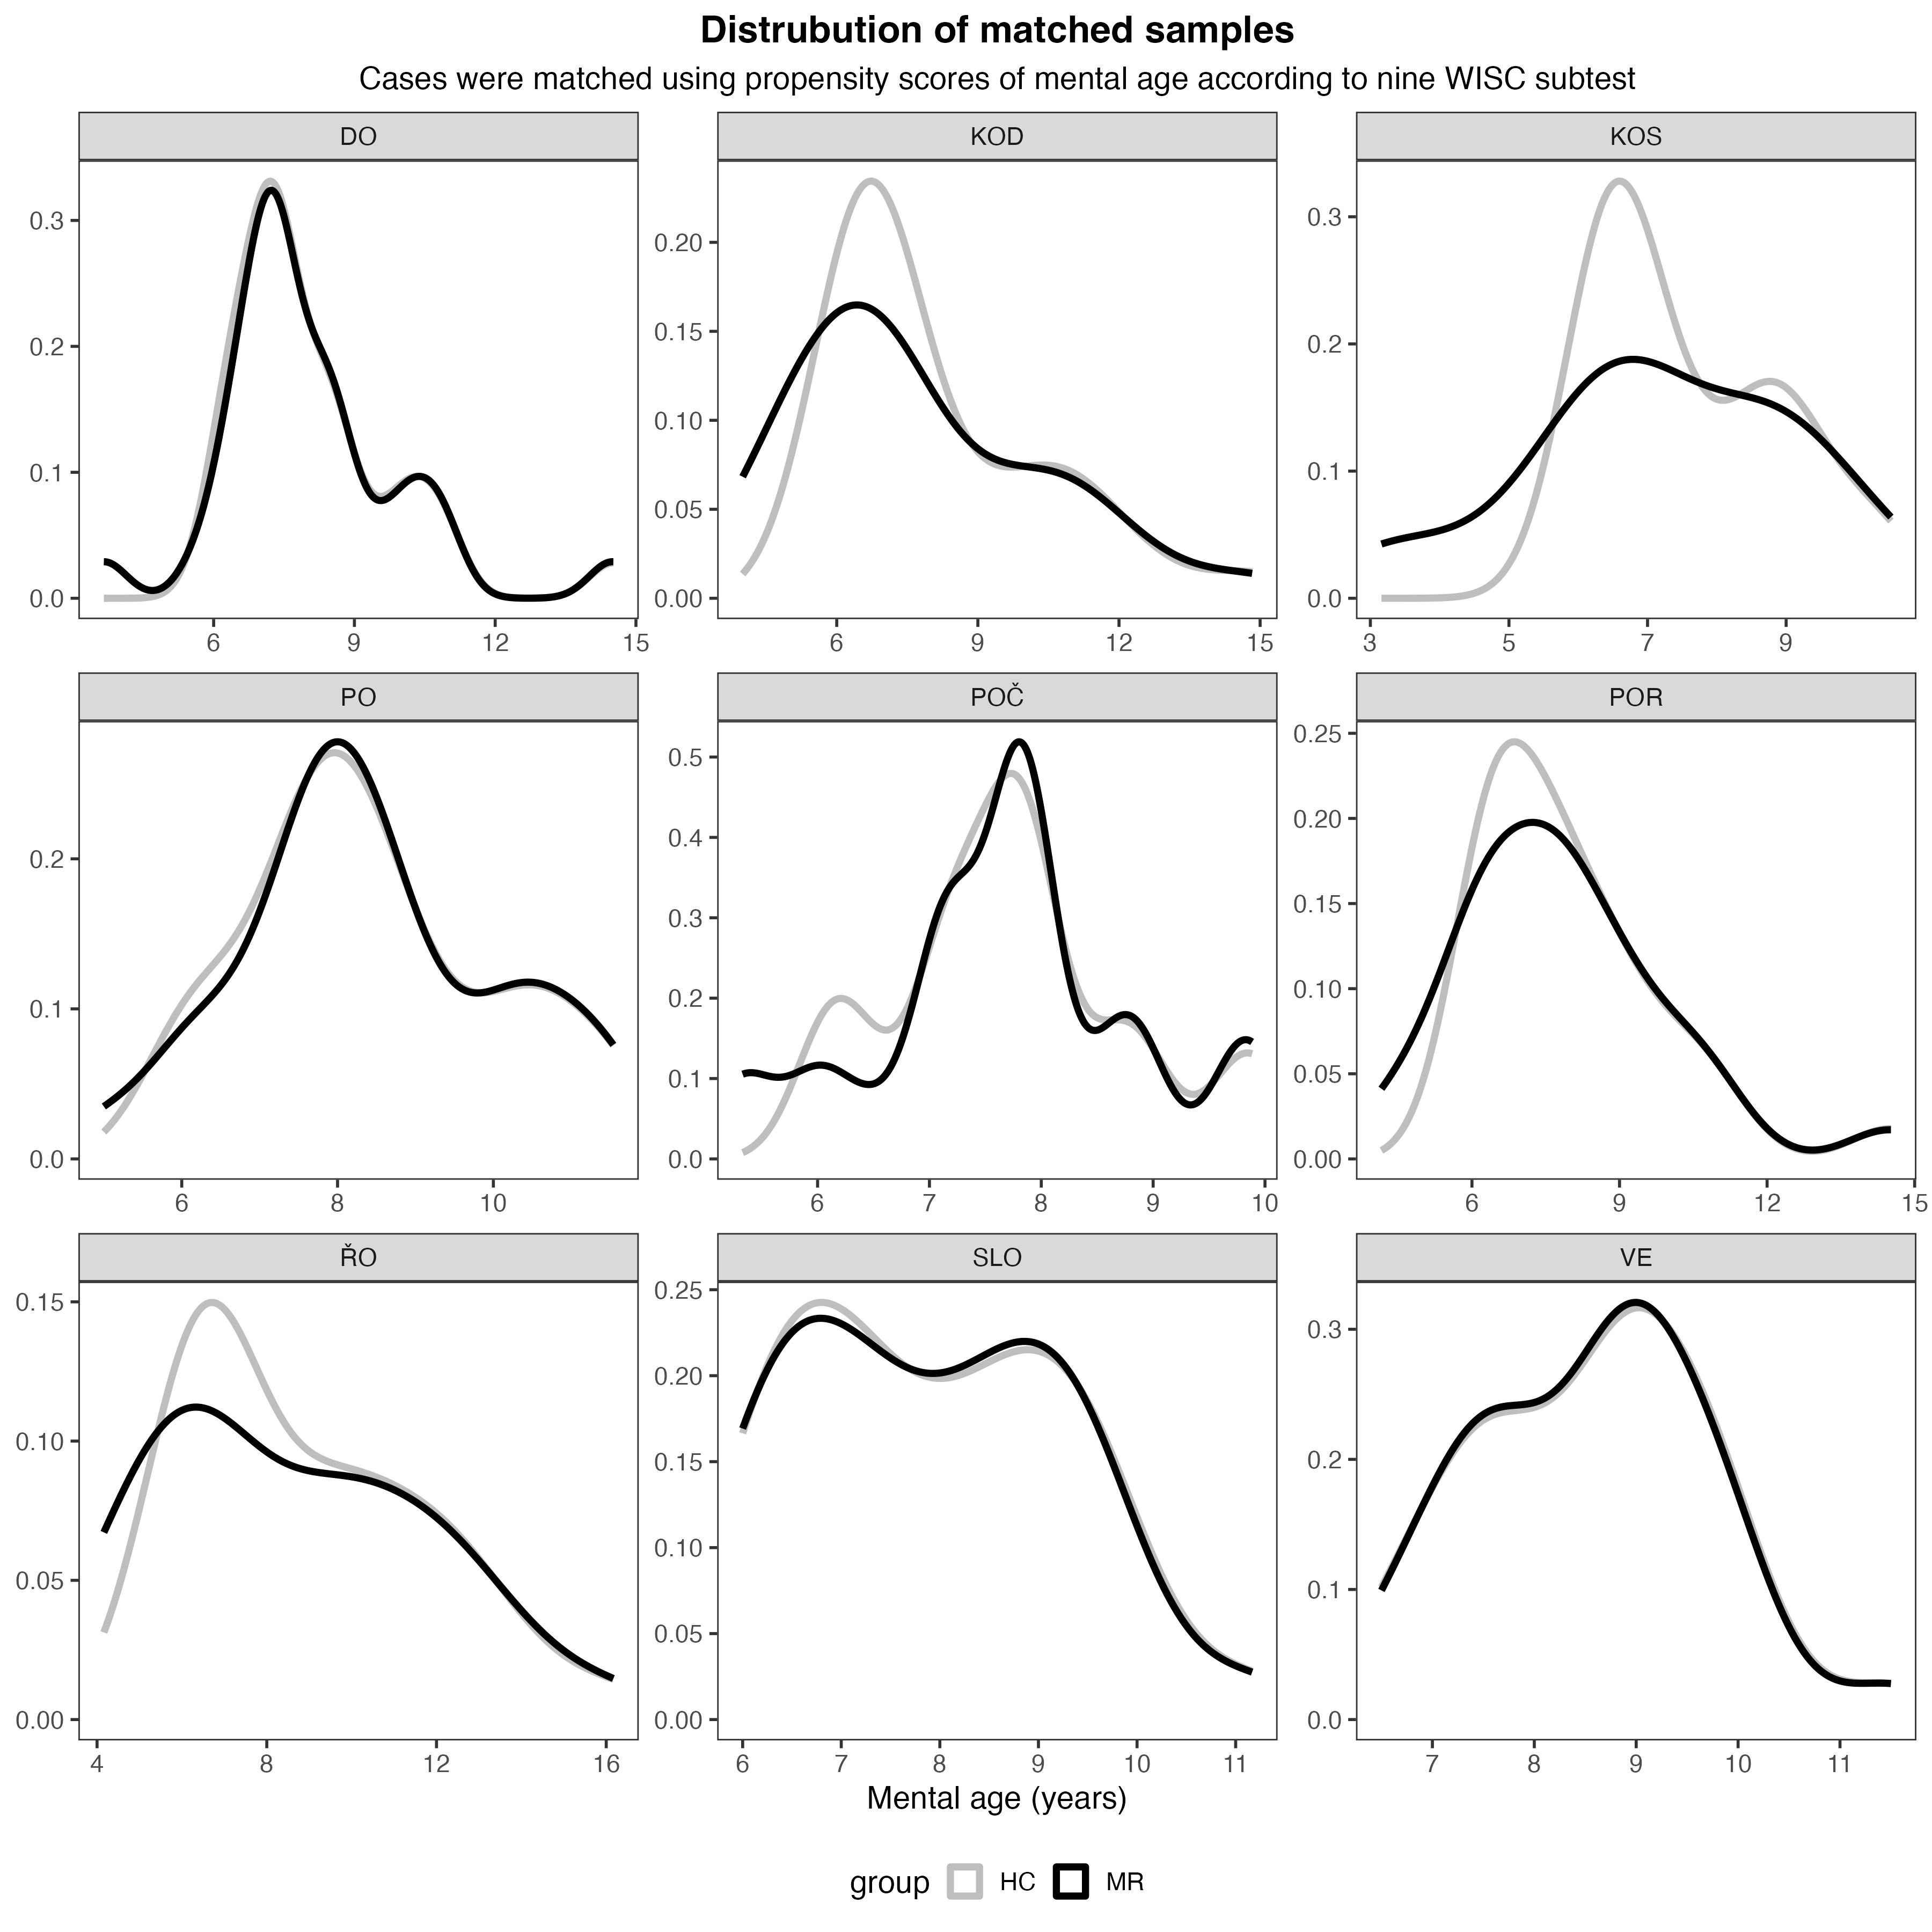 Distrubution of matched samples
Cases were matched using propensity scores of mental age according to nine WISC subtest
DO
KOD
KOS
0.3
0.2
0.1
0.0
6 9 12 15
0.20
0.15
0.10
0.05
0.00
6 9 12 15
0.3
0.2
0.1
0.0
3 5 7 9
PO
POČ
POR
0.2
0.1
0.0
6 8 10
0.5
0.4
0.3
0.2
0.1
0.0
6 7 8 9 10
0.25
0.20
0.15
0.10
0.05
0.00
6 9 12 15
ŘO
SLO
VE
0.15
0.10
0.05
0.00
4 8 12 16
0.25
0.20
0.15
0.10
0.05
0.00
6 7 8 9 10 11
0.3
0.2
0.1
0.0
7 8 9 10 11
Mental age (years)
group HC MR